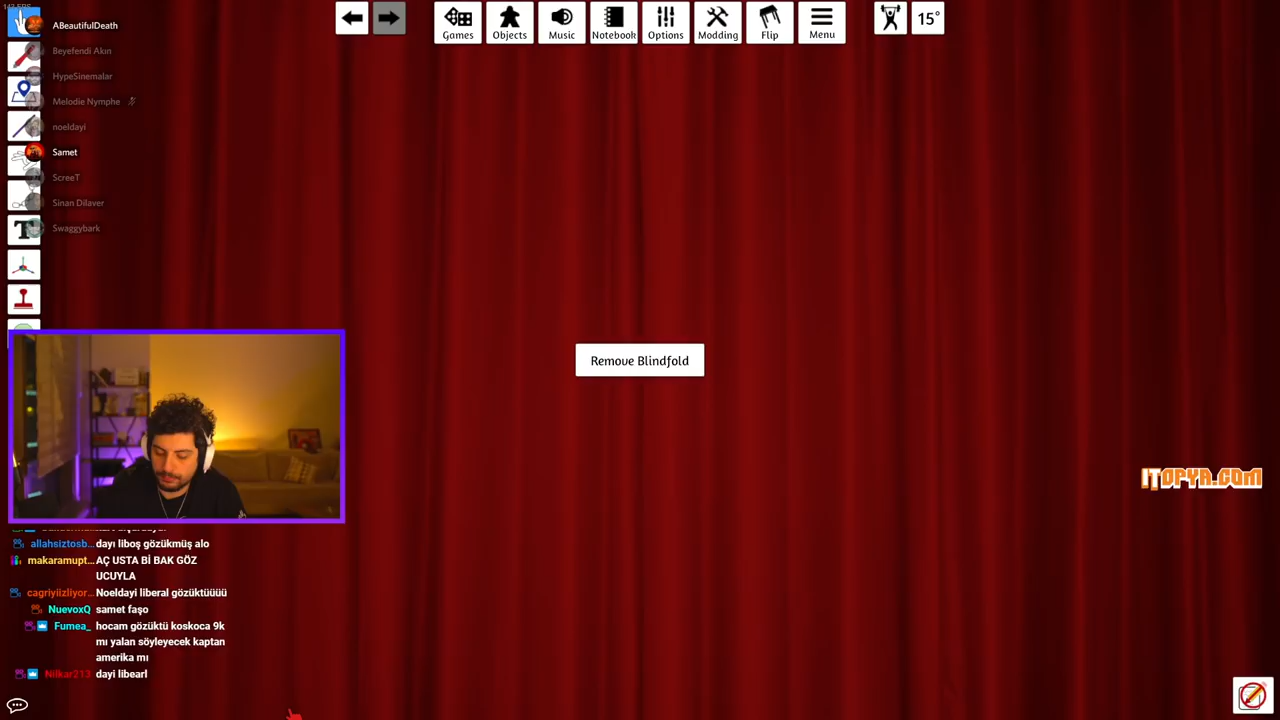 ABeautifulDeath
Beyefendi Akın
HypeSinemalar
Melodie Nymphe
noeldayi
Samet
ScreeT
Sinan Dilaver
Swaggybark
Games
Objects
Music
Notebook
Options
Modding
Flip
Menu
15°
Remove Blindfold
iTOPYA.COM
allahsiztosb... dayı liboş gözükmüş alo
makaramupt... AÇ USTA Bİ BAK GÖZ
UCUYLA
cagriyiizliyor... Noeldayi liberal gözüktüüüü
NuevoxQ samet faşo
Fumea_ hocam gözüktü koskoca 9k
mı yalan söyleyecek kaptan
amerika mı
Nilkar213 dayi libearl